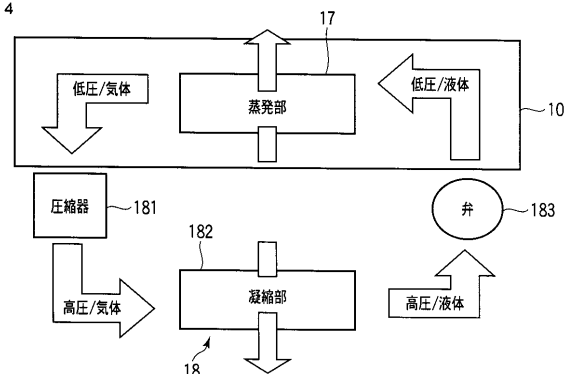 4
17
低圧/気体
蒸発部
低圧/液体
10
圧縮器
181
弁
183
182
高圧/気体
凝縮部
高圧/液体
18